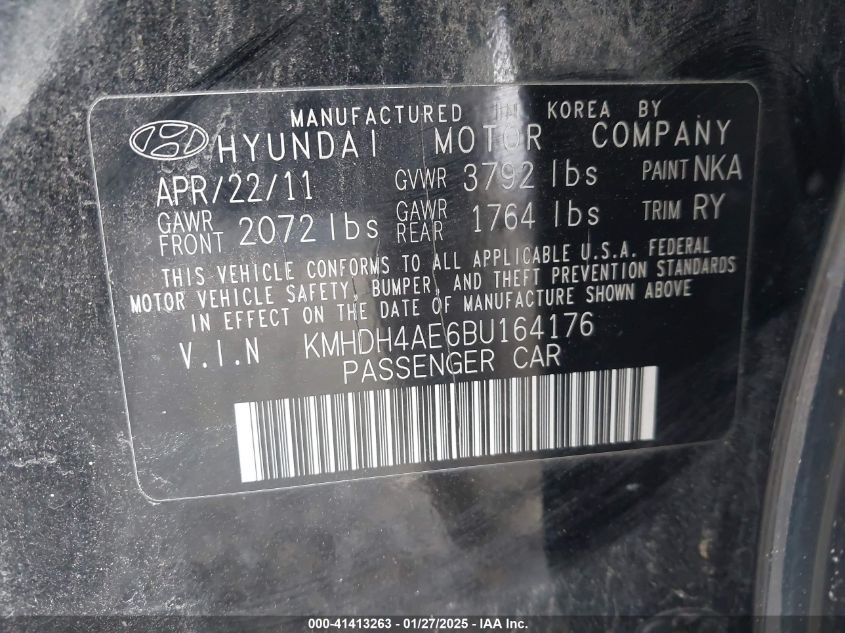 MANUFACTURED IN KOREA BY
HYUNDAI MOTOR COMPANY
APR/22/11 GVWR 3792 lbs PAINT NKA
GAWR FRONT 2072 lbs GAWR REAR 1764 lbs TRIM RY
THIS VEHICLE CONFORMS TO ALL APPLICABLE U.S.A. FEDERAL
MOTOR VEHICLE SAFETY, BUMPER, AND THEFT PREVENTION STANDARDS
IN EFFECT ON THE DATE OF MANUFACTURE SHOWN ABOVE
V.I.N KMHDH4AE6BU164176
PASSENGER CAR
000-41413263 - 01/27/2025 - IAA Inc.